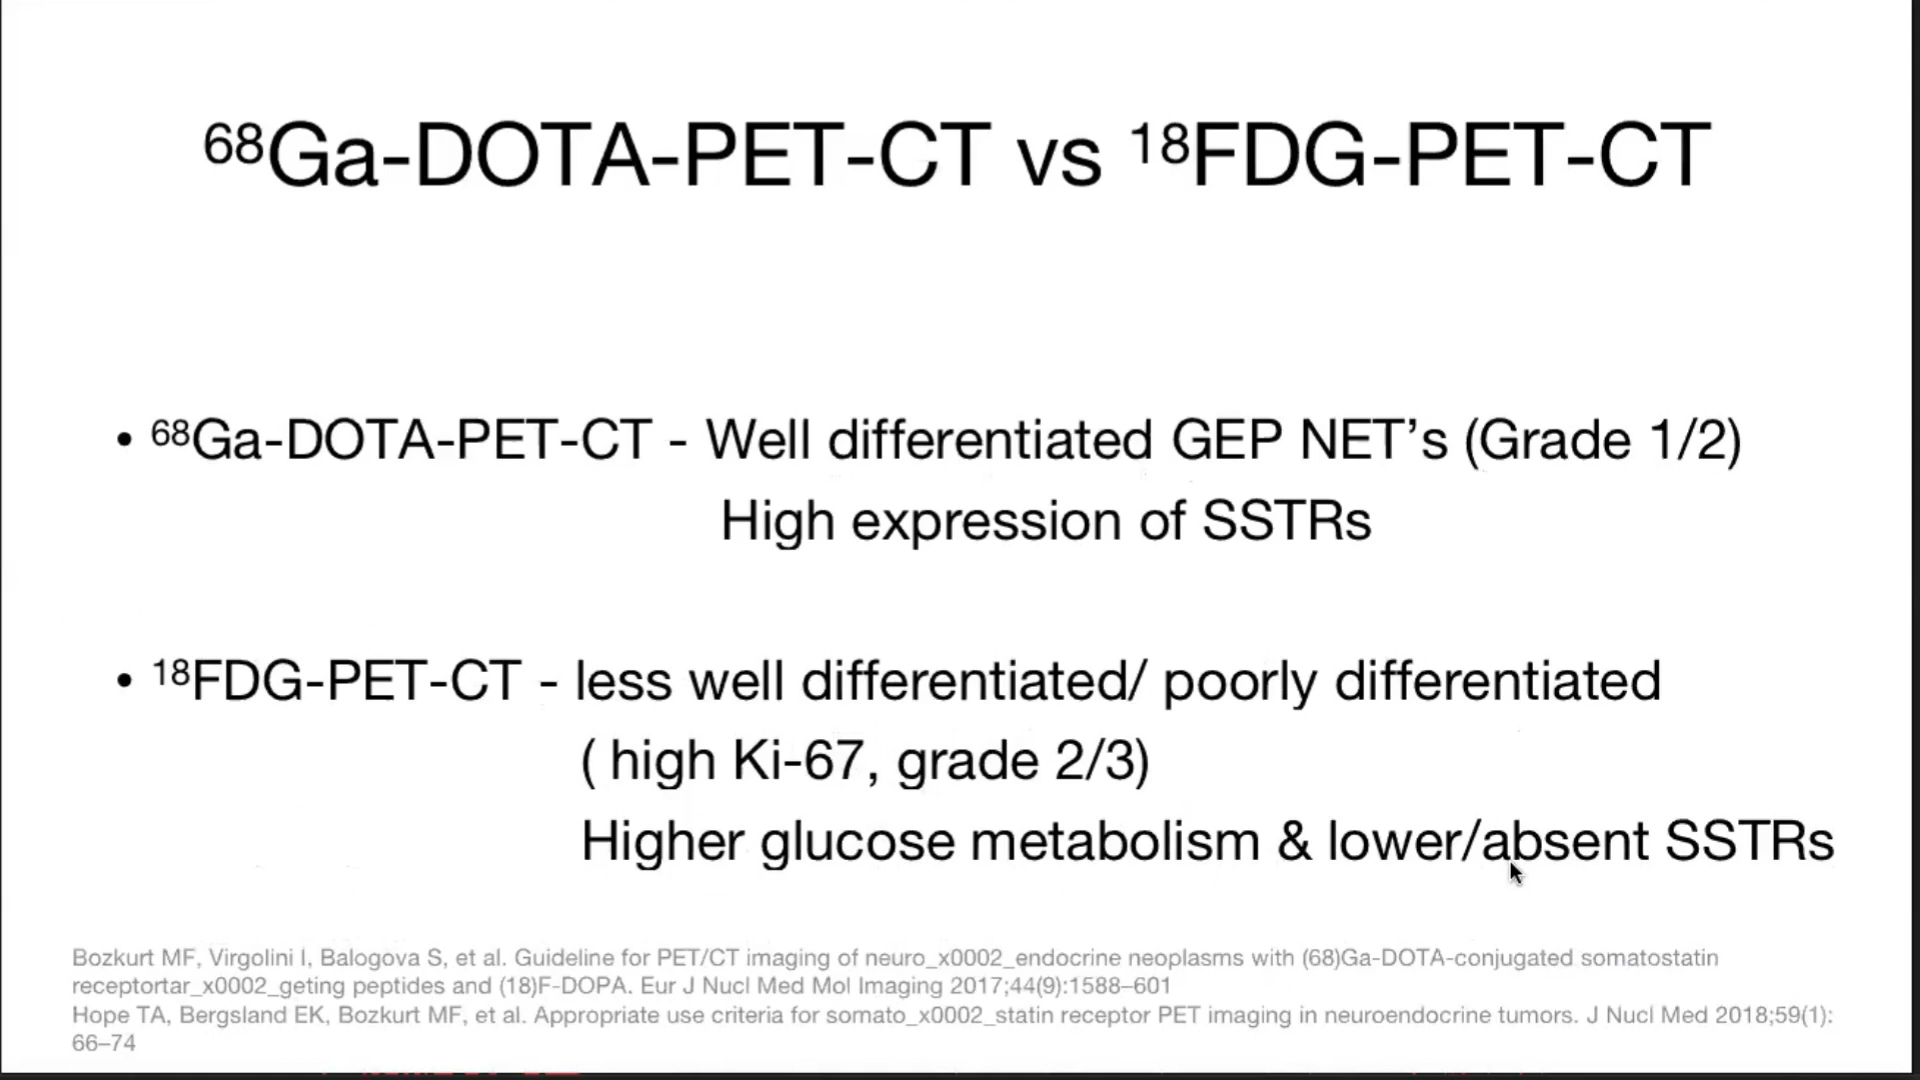 ⁶⁸Ga-DOTA-PET-CT vs ¹⁸FDG-PET-CT
• ⁶⁸Ga-DOTA-PET-CT - Well differentiated GEP NET’s (Grade 1/2)
High expression of SSTRs
• ¹⁸FDG-PET-CT - less well differentiated/ poorly differentiated
( high Ki-67, grade 2/3)
Higher glucose metabolism & lower/absent SSTRs
Bozkurt MF, Virgolini I, Balogova S, et al. Guideline for PET/CT imaging of neuro_x0002_endocrine neoplasms with (68)Ga-DOTA-conjugated somatostatin
receptortar_x0002_geting peptides and (18)F-DOPA. Eur J Nucl Med Mol Imaging 2017;44(9):1588–601
Hope TA, Bergsland EK, Bozkurt MF, et al. Appropriate use criteria for somato_x0002_statin receptor PET imaging in neuroendocrine tumors. J Nucl Med 2018;59(1):
66–74